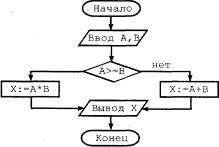 Начало
Ввод A,B
A>=B
нет
X:=A*B
X:=A+B
Вывод X
Конец